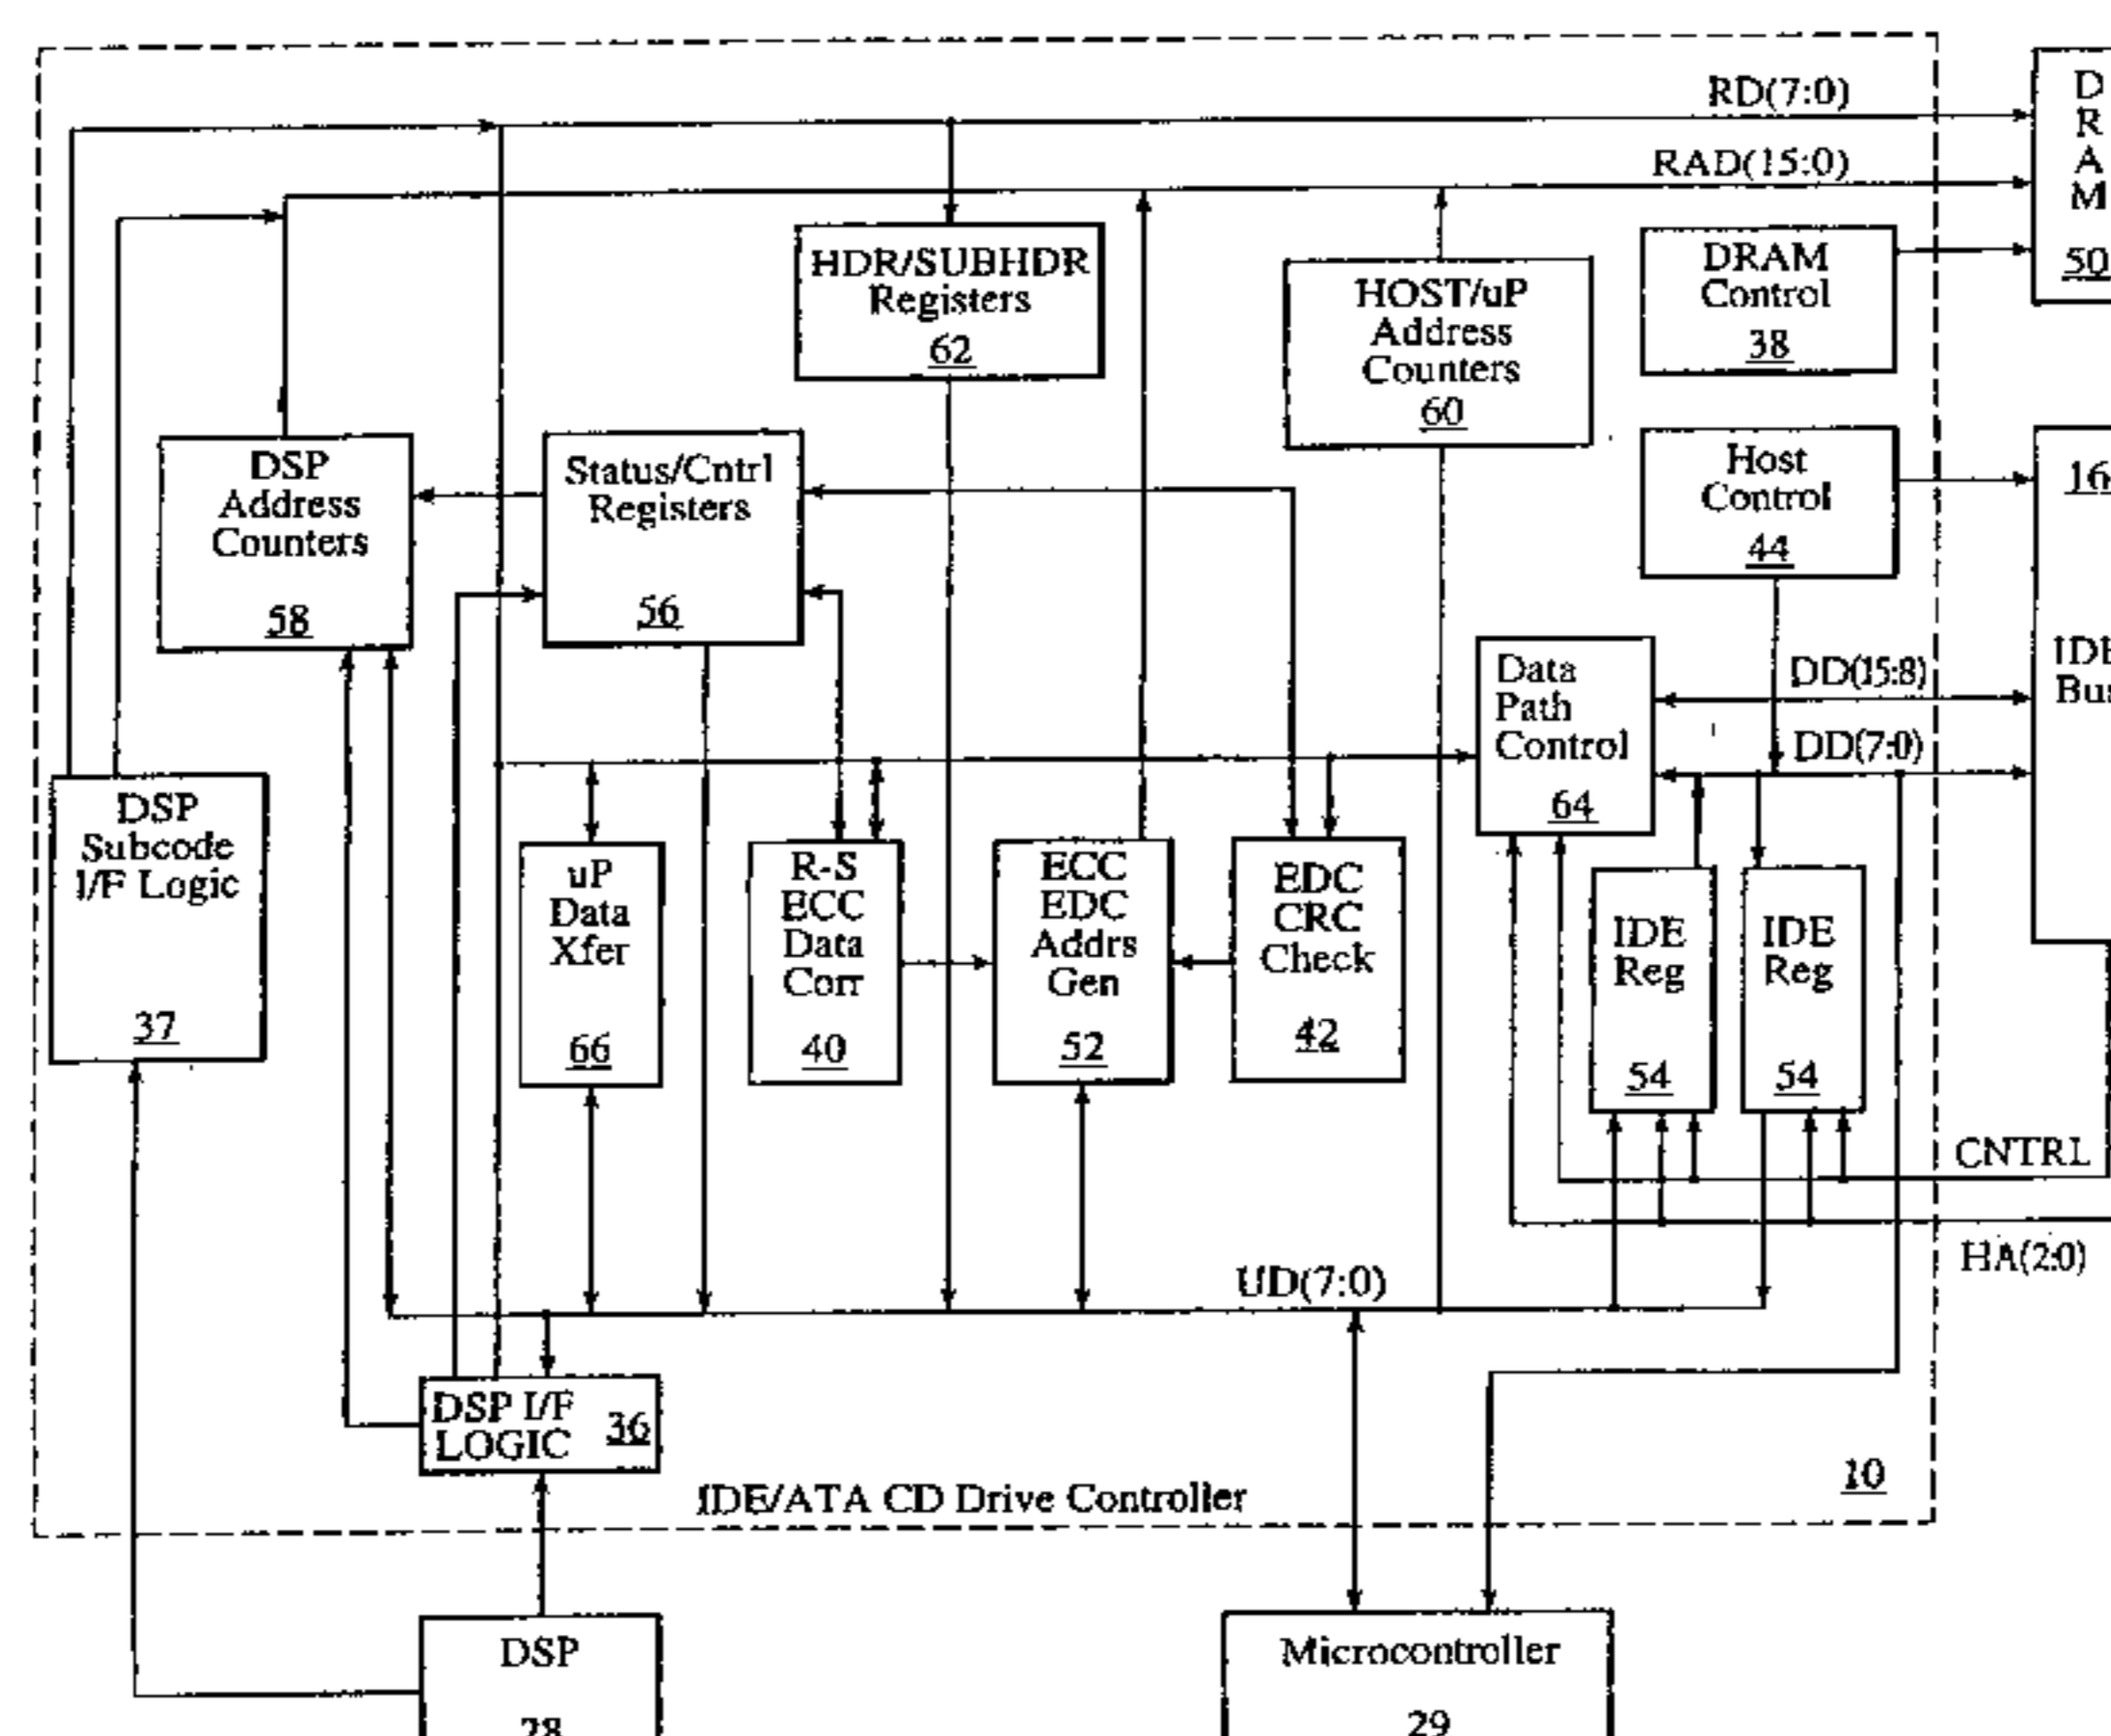 RD(7:0)
RAD(15:0)
D
R
A
M
50
HDR/SUBHDR
Registers
62
HOST/uP
Address
Counters
60
DRAM
Control
38
DSP
Address
Counters
58
Status/Cntrl
Registers
56
Host
Control
44
16
Data
Path
Control
64
DD(15:8)
DD(7:0)
DSP
Subcode
I/F Logic
37
uP
Data
Xfer
66
R-S
ECC
Data
Corr
40
ECC
EDC
Addrs
Gen
52
EDC
CRC
Check
42
IDE
Reg
54
IDE
Reg
54
CNTRL
HA(2:0)
UD(7:0)
DSP I/F
LOGIC
36
IDE/ATA CD Drive Controller
10
DSP
28
Microcontroller
29